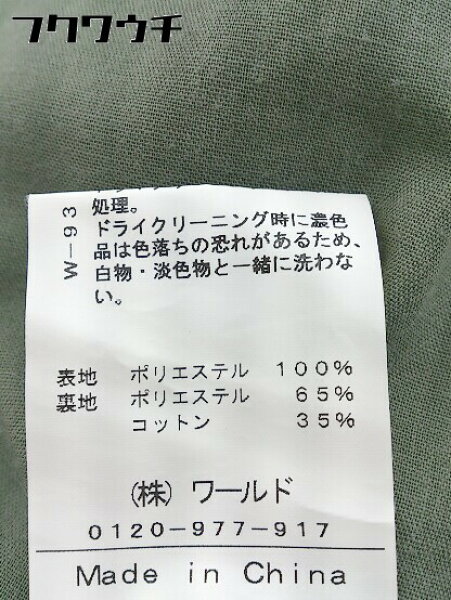 フクワウチ
W-93
処理。
ドライクリーニング時に濃色
品は色落ちの恐れがあるため、
白物・淡色物と一緒に洗わな
い。
表地 ポリエステル 100%
裏地 ポリエステル 65%
コットン 35%
(株) ワールド
0120-977-917
Made in China